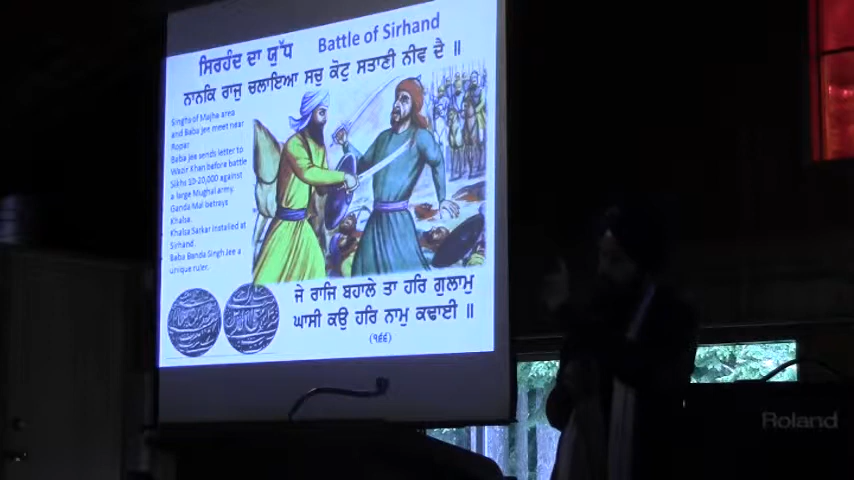 ਸਿਰਹੰਦ ਦਾ ਯੁੱਧ
Battle of Sirhand
ਨਾਨਕਿ ਰਾਜੁ ਚਲਾਇਆ ਸਚੁ ਕੋਟੁ ਸਤਾਣੀ ਨੀਵ ਦੈ ॥
Singhs of Majha area
and Baba jee meet near
Ropar
Baba jee sends letter to
Wazir Khan before battle
Sikhs 10-20,000 against
a large Mughal army.
Ganda Mal betrays
Khalsa.
Khalsa Sarkar installed at
Sirhand.
Baba Banda Singh Jee a
unique ruler.
ਜੇ ਰਾਜਿ ਬਹਾਲੇ ਤਾ ਹਰਿ ਗੁਲਾਮੁ
ਘਾਸੀ ਕਉ ਹਰਿ ਨਾਮੁ ਕਢਾਈ ॥
(੧੬੬)
Roland